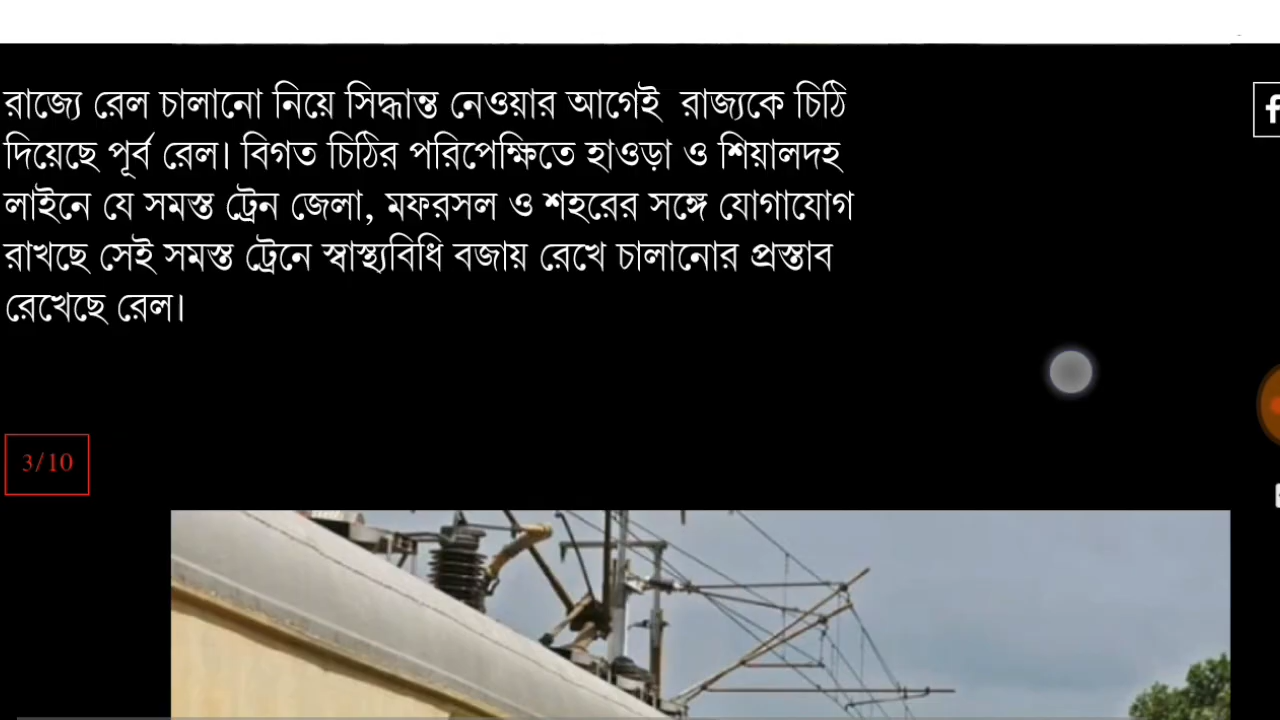 রাজ্যে রেল চালানো নিয়ে সিদ্ধান্ত নেওয়ার আগেই রাজ্যকে চিঠি
দিয়েছে পূর্ব রেল। বিগত চিঠির পরিপেক্ষিতে হাওড়া ও শিয়ালদহ
লাইনে যে সমস্ত ট্রেন জেলা, মফরসল ও শহরের সঙ্গে যোগাযোগ
রাখছে সেই সমস্ত ট্রেনে স্বাস্থ্যবিধি বজায় রেখে চালানোর প্রস্তাব
রেখেছে রেল।
3/10